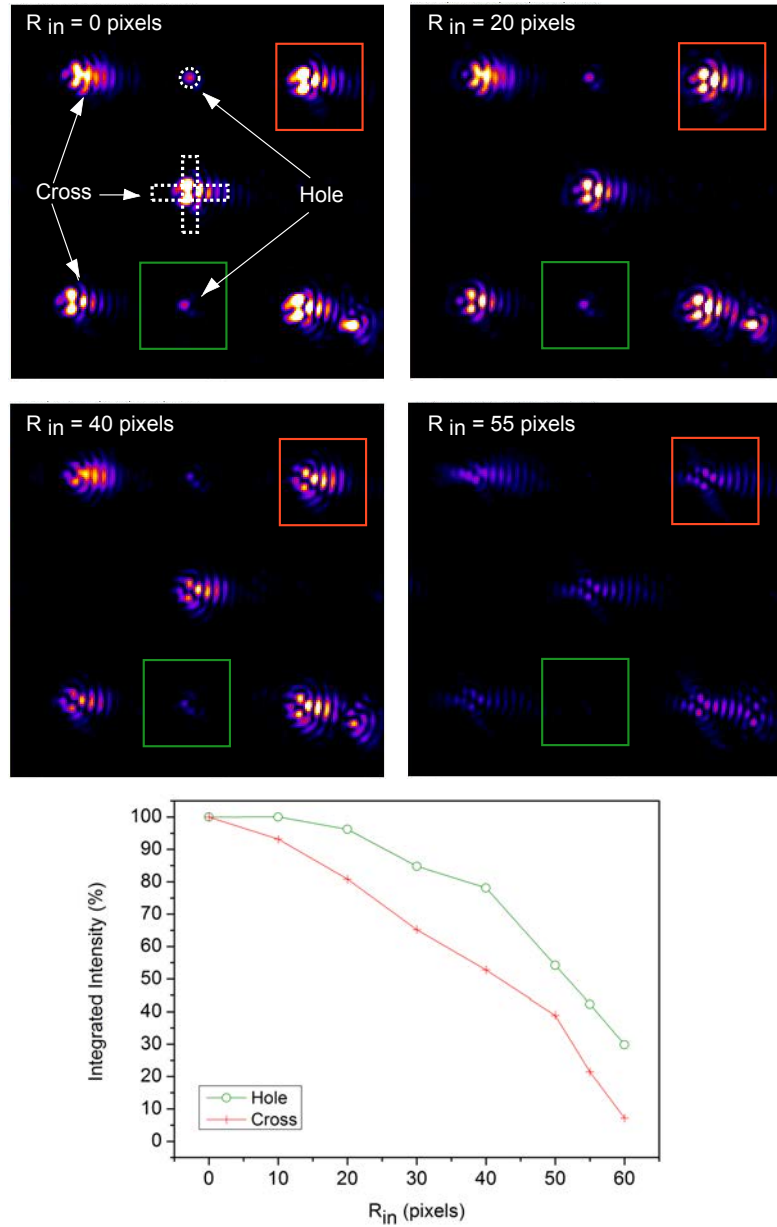 R in = 0 pixels
R in = 20 pixels
Cross
Hole
R in = 40 pixels
R in = 55 pixels
100
90
80
70
60
50
40
30
20
10
0
Integrated Intensity (%)
Hole
Cross
0 10 20 30 40 50 60
R in (pixels)